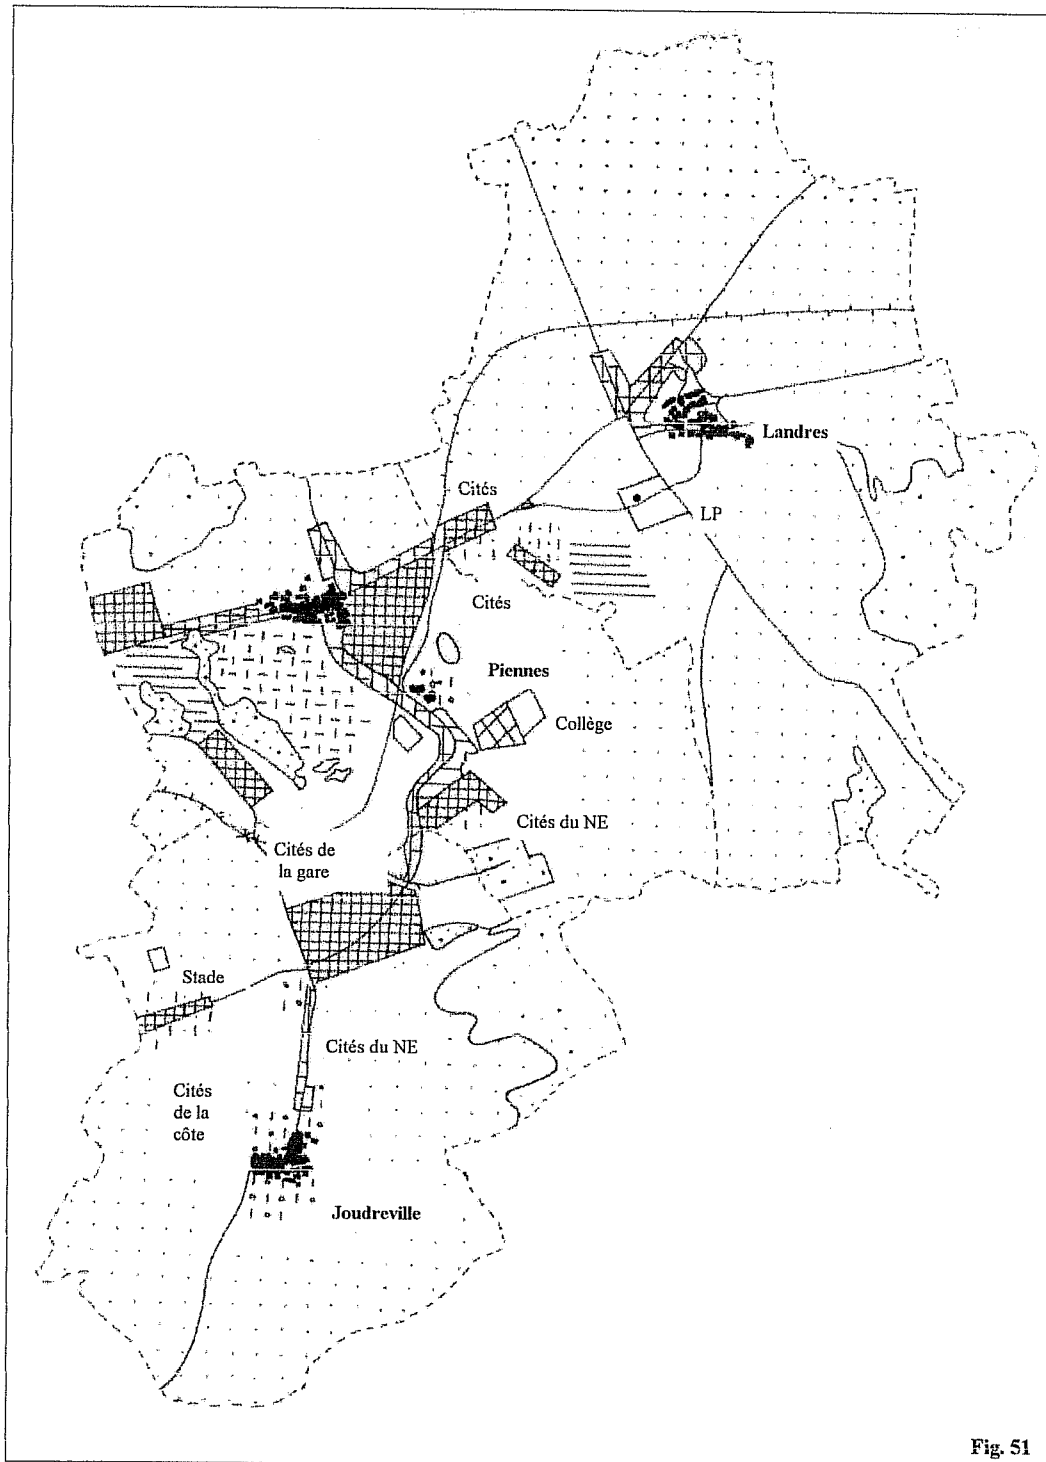 Landres
Cités
LP
Cités
Piennes
Collège
Cités du NE
Cités de
la gare
Stade
Cités du NE
Cités
de la
côte
Joudreville
Fig. 51